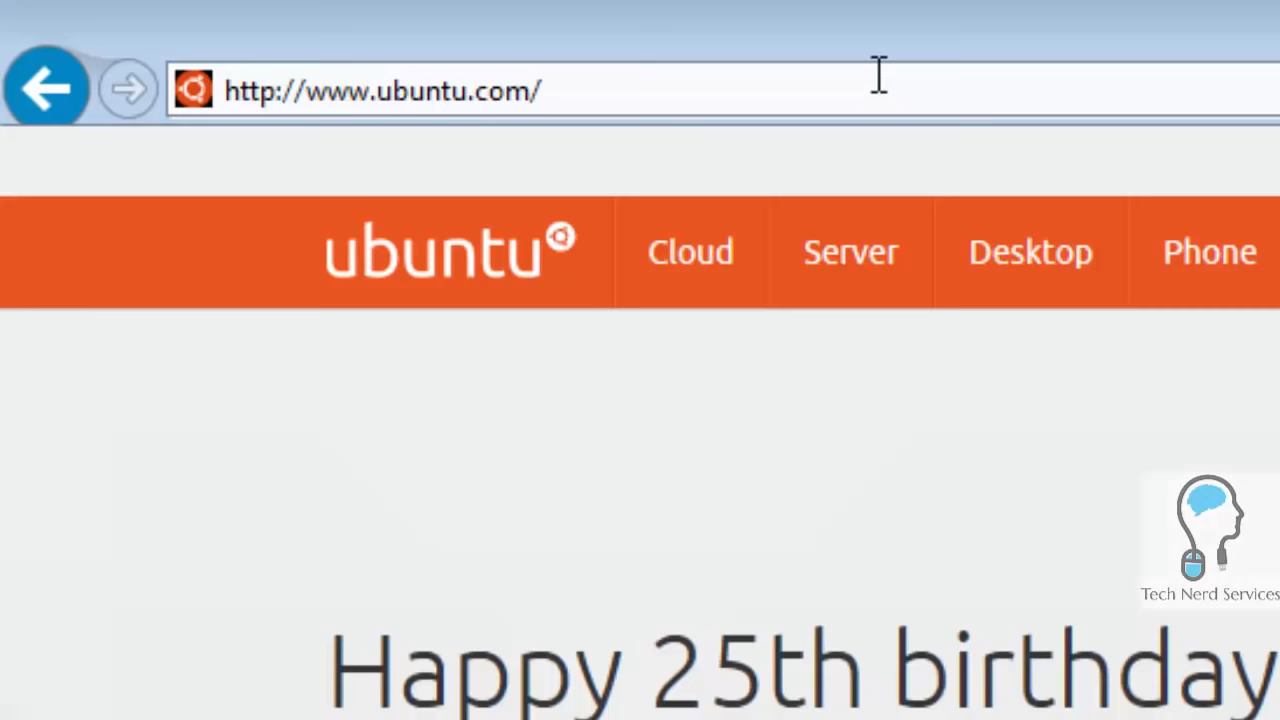 http://www.ubuntu.com/
ubuntu
Cloud
Server
Desktop
Phone
Tech Nerd Services
Happy 25th birthday